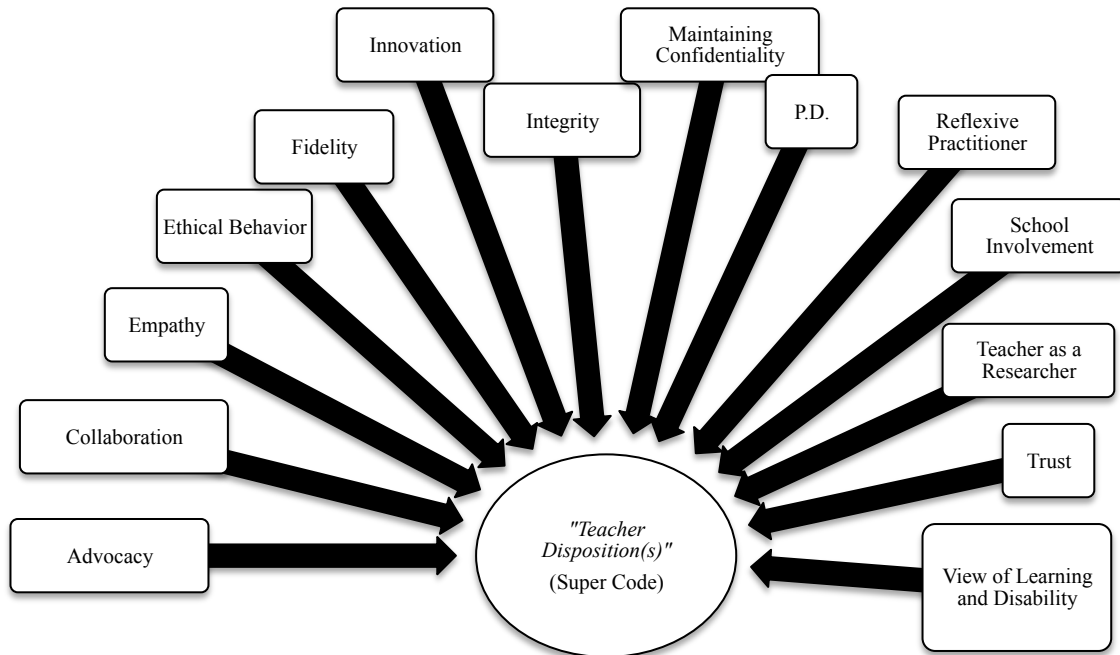 Innovation
Maintaining
Confidentiality
Integrity
P.D.
Fidelity
Reflexive
Practitioner
Ethical Behavior
School
Involvement
Empathy
Teacher as a
Researcher
Collaboration
Trust
Advocacy
"Teacher
Disposition(s)"
(Super Code)
View of Learning
and Disability